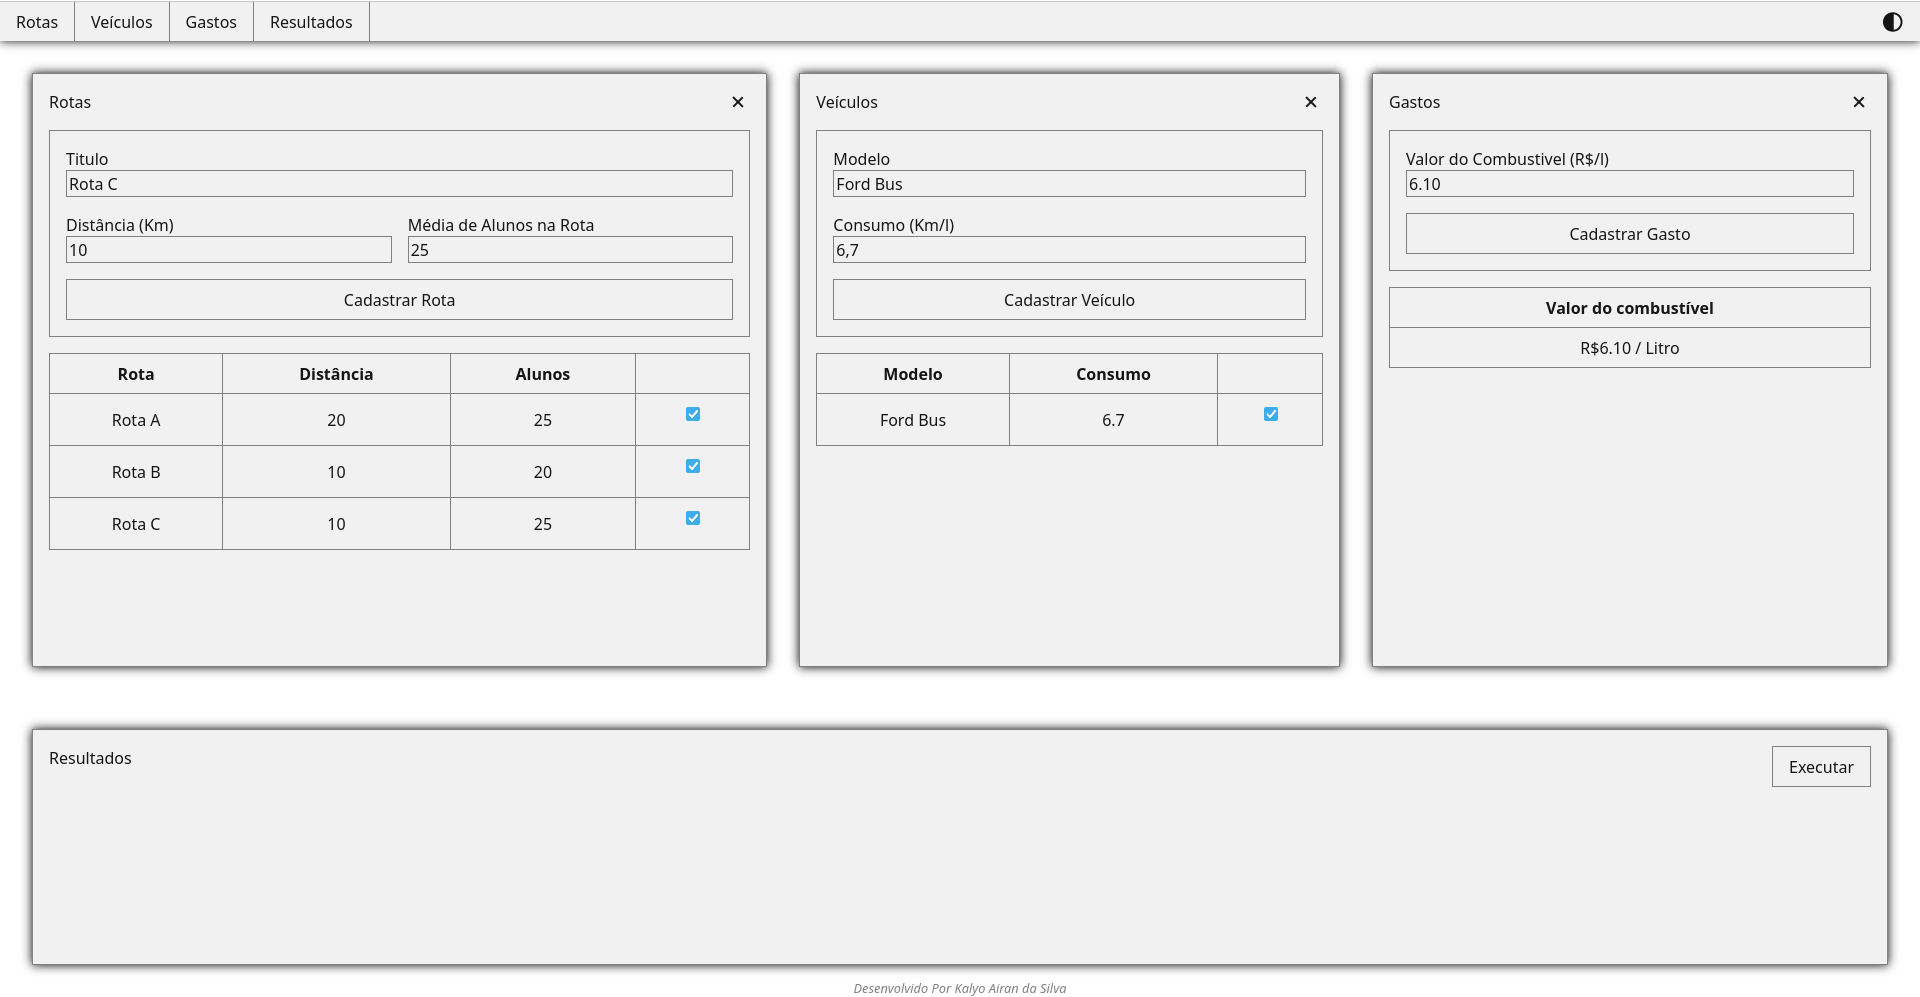 Rotas Veículos Gastos Resultados
Rotas
Titulo
Rota C
Distância (Km) Média de Alunos na Rota
10 25
Cadastrar Rota
Rota Distância Alunos
Rota A 20 25
Rota B 10 20
Rota C 10 25
Veículos
Modelo
Ford Bus
Consumo (Km/l)
6,7
Cadastrar Veículo
Modelo Consumo
Ford Bus 6.7
Gastos
Valor do Combustivel (R$/l)
6.10
Cadastrar Gasto
Valor do combustível
R$6.10 / Litro
Resultados Executar
Desenvolvido Por Kalyo Airan da Silva